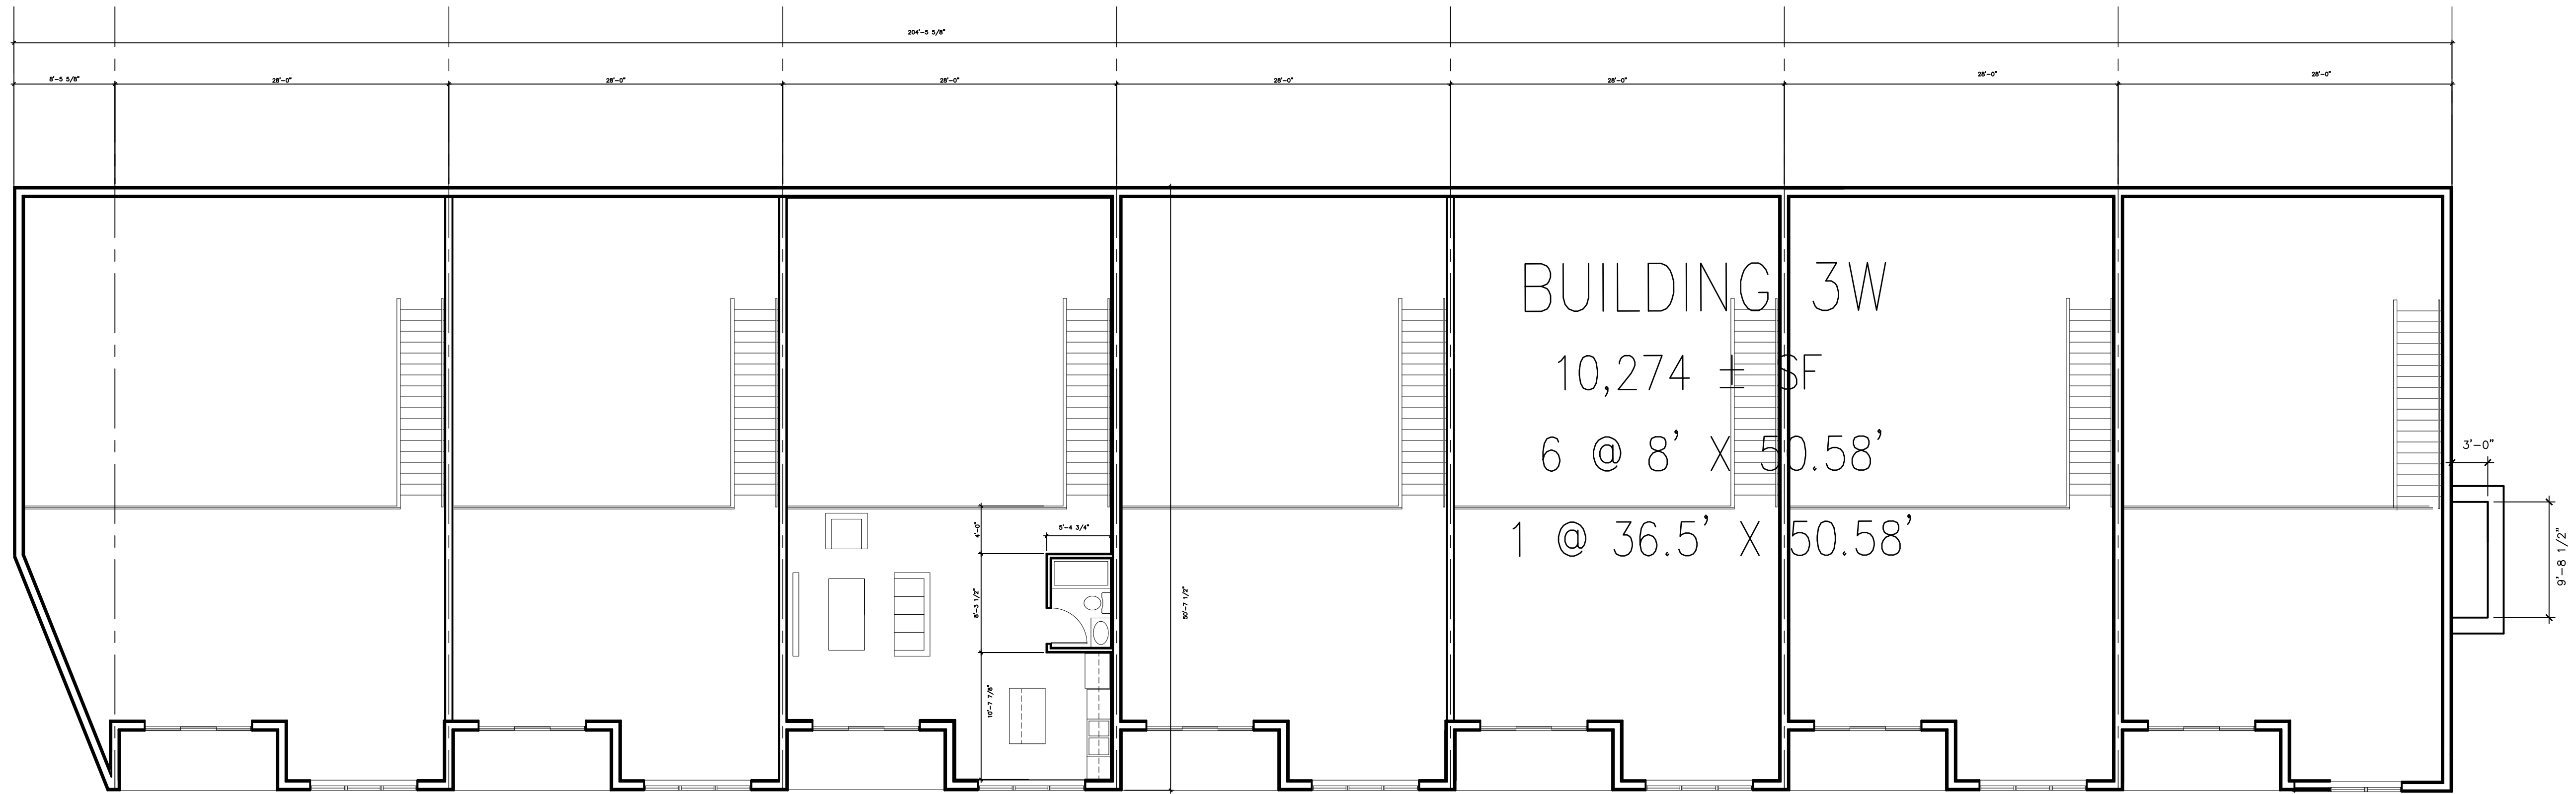 204'-5 5/8"
8'-5 5/8" 28'-0" 28'-0" 28'-0" 28'-0" 28'-0" 28'-0" 28'-0"
BUILDING 3W
10,274 ± SF
6 @ 8' X 50.58'
3'-0"
1 @ 36.5' X 50.58'
4'-0"
5'-4 3/4"
9'-8 1/2"
8'-3 1/2"
50'-7 1/2"
10'-7 7/8"